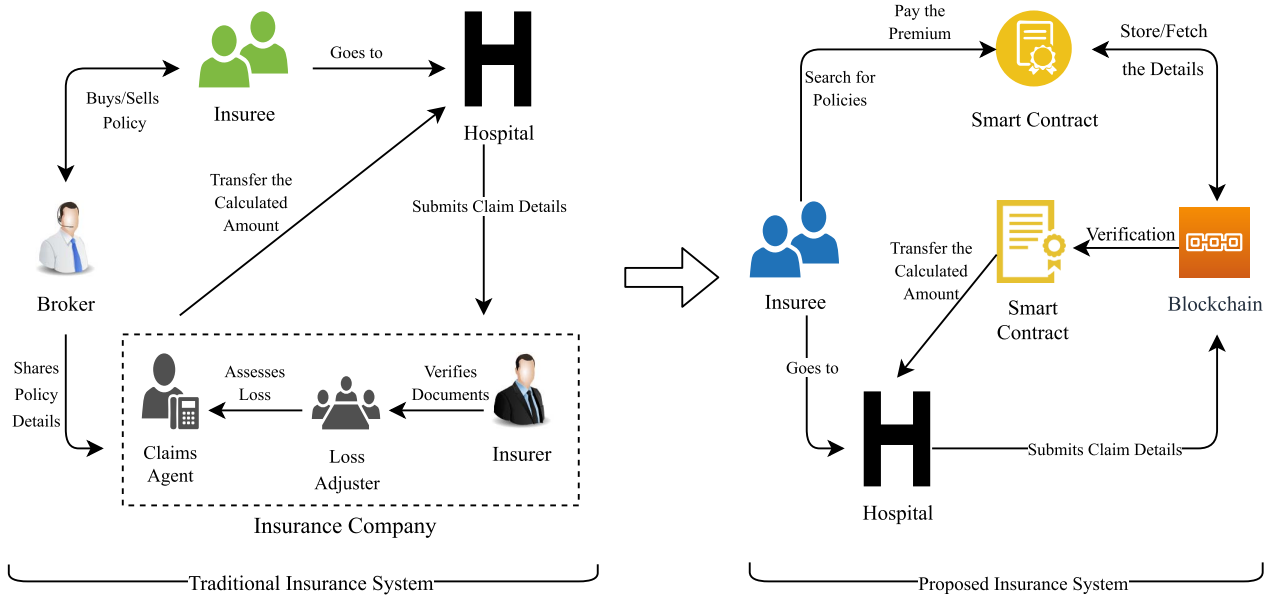 Goes to
Buys/Sells
Policy
Insuree
Hospital
Transfer the
Calculated
Amount
Submits Claim Details
Broker
Shares
Policy
Details
Assesses
Loss
Verifies
Documents
Claims
Agent
Loss
Adjuster
Insurer
Insurance Company
Traditional Insurance System
Pay the
Premium
Search for
Policies
Smart Contract
Store/Fetch
the Details
Insuree
Transfer the
Calculated
Amount
Verification
Smart
Contract
Blockchain
Goes to
Submits Claim Details
Hospital
Proposed Insurance System